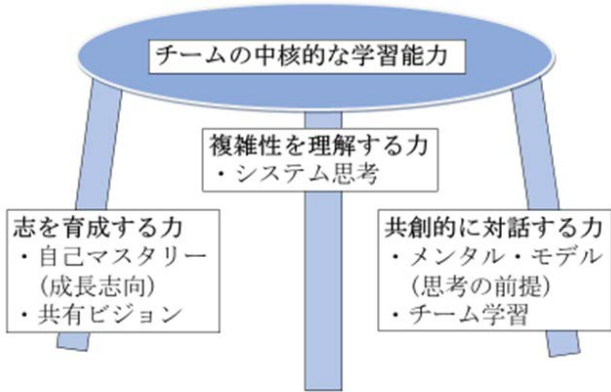 チームの中核的な学習能力
複雑性を理解する力
・システム思考
志を育成する力
・自己マスタリー
(成長志向)
・共有ビジョン
共創的に対話する力
・メンタル・モデル
(思考の前提)
・チーム学習